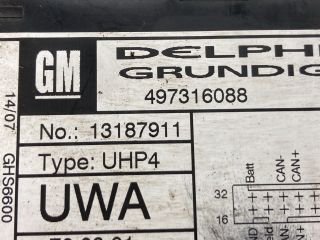 GM
DELPHI
GRUNDIG
497316088
14/07
GHS6600
No.: 13187911
Type: UHP4
UWA
Batt
CAN-
CAN+
32
16